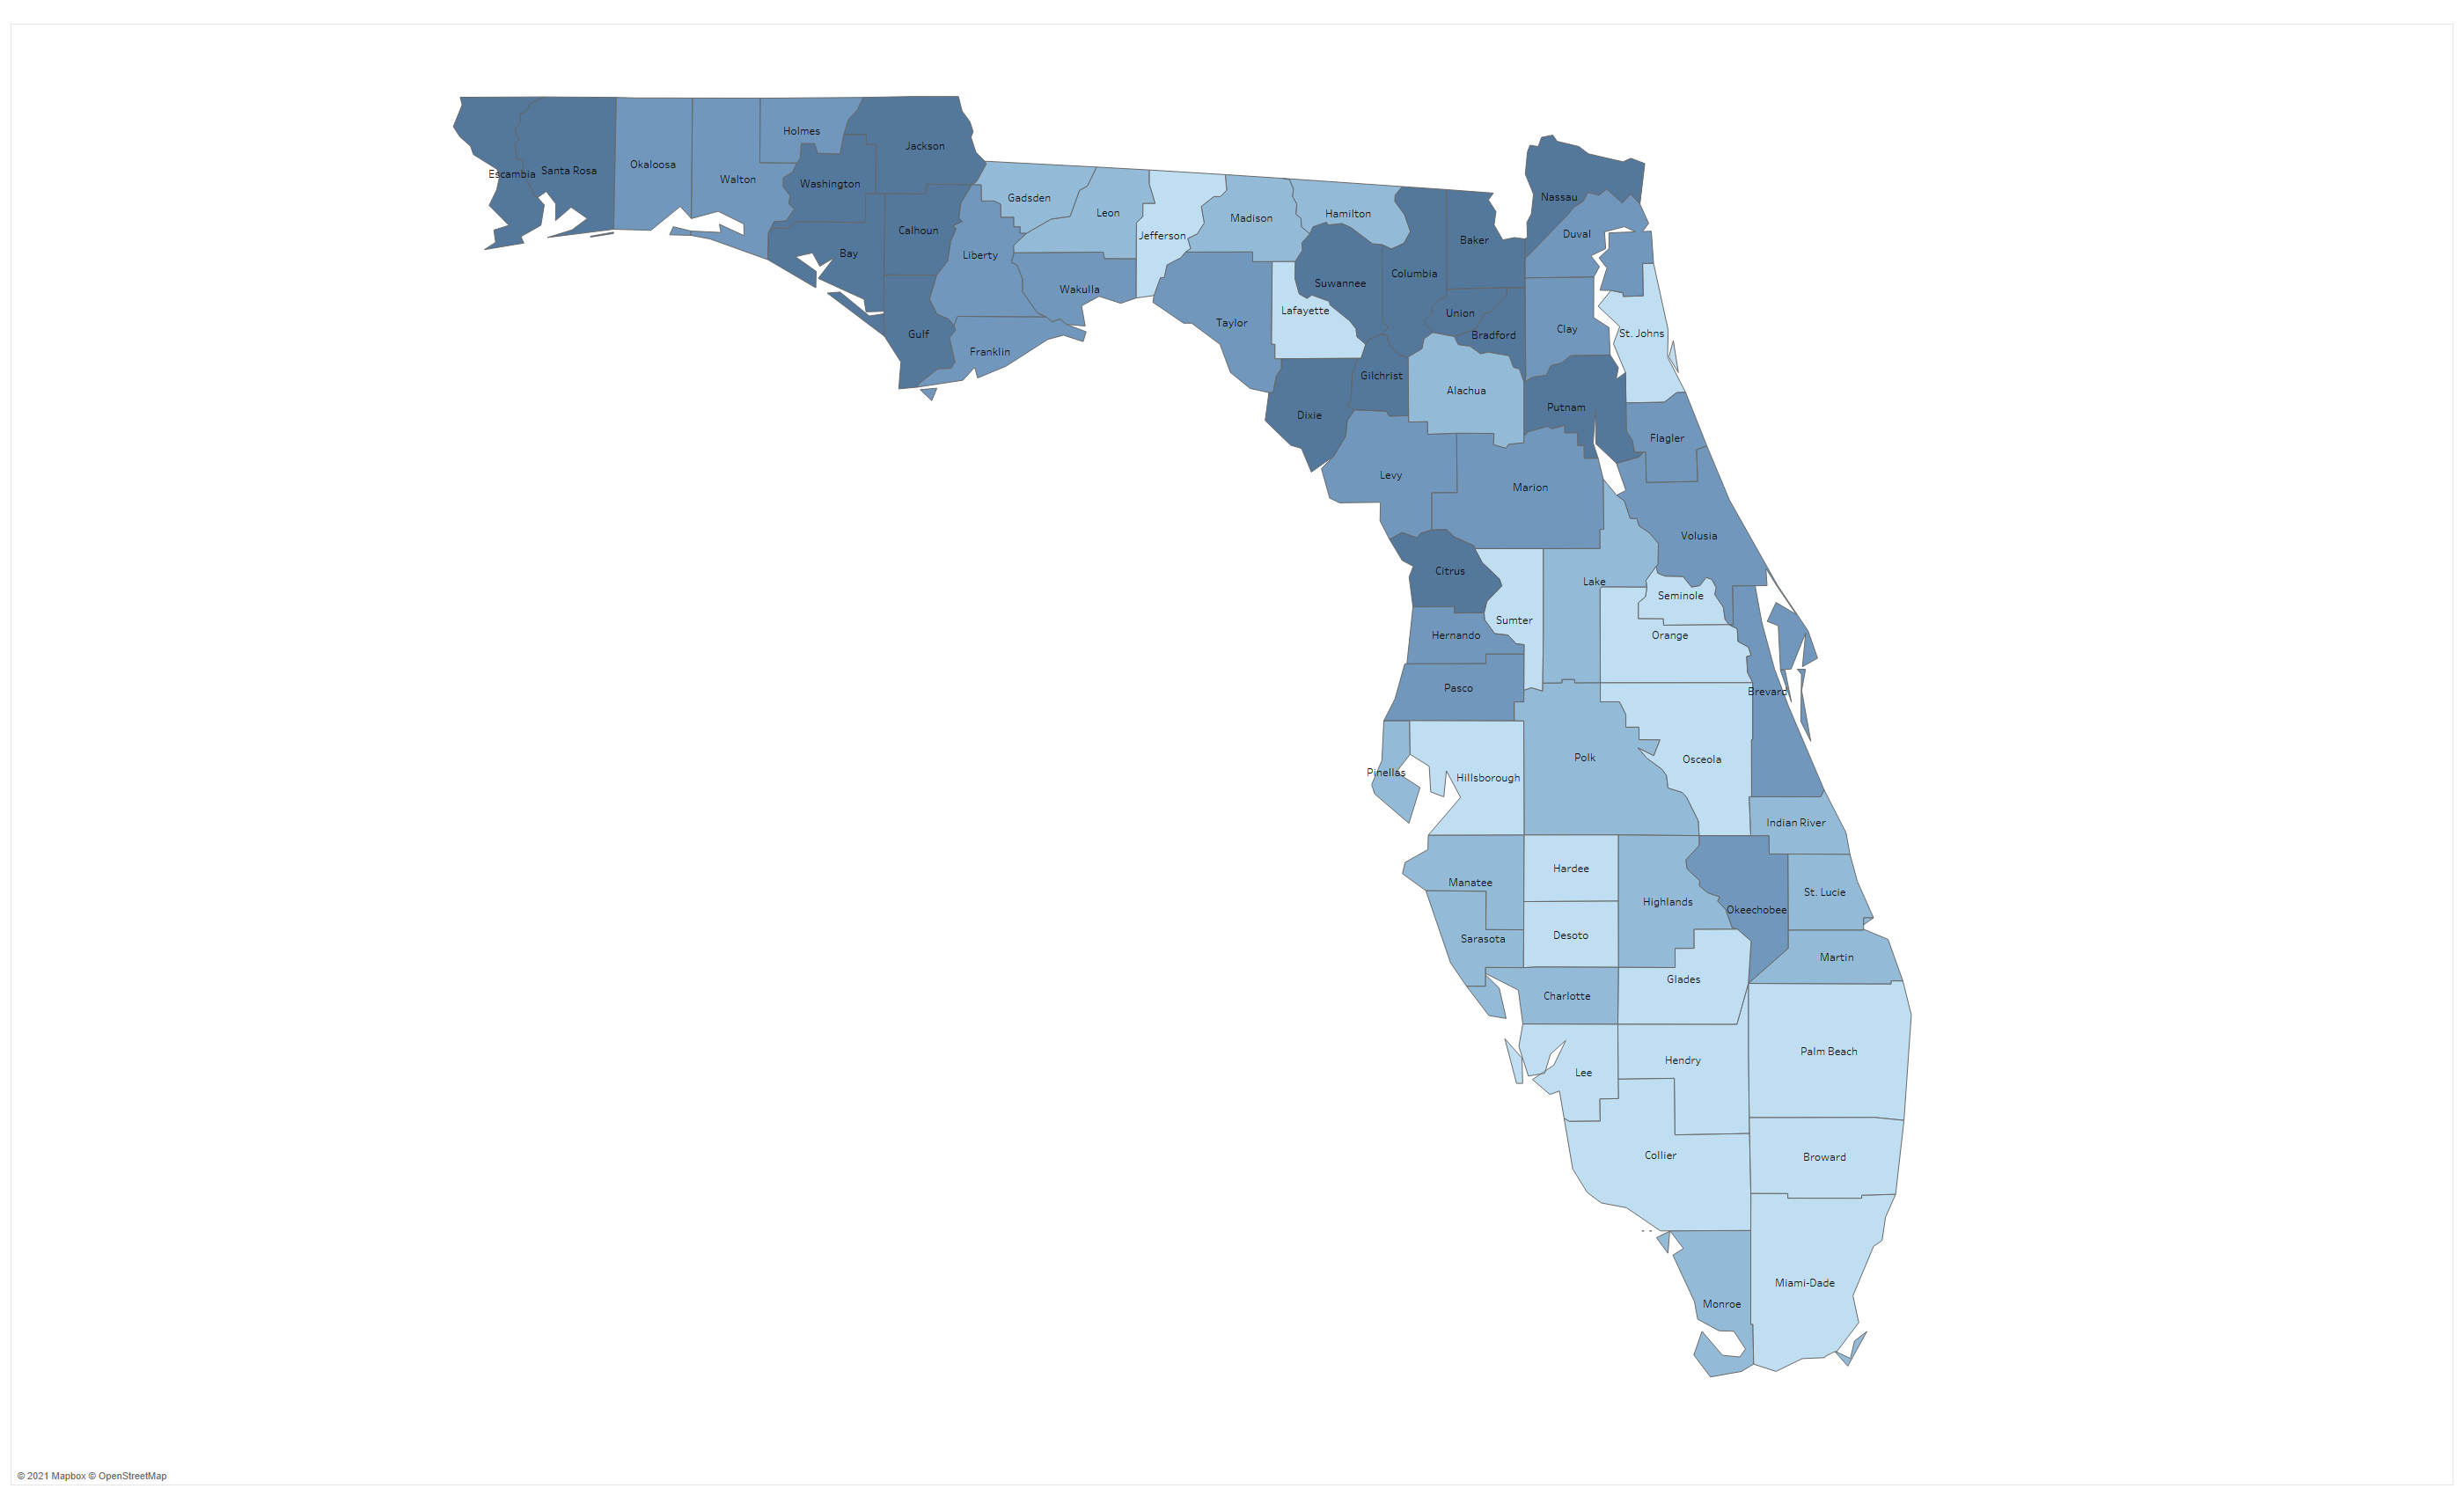 Holmes
Jackson
Okaloosa
Santa Rosa
Escambia
Walton
Washington
Nassau
Gadsden
Leon
Madison
Hamilton
Calhoun
Jefferson
Duval
Baker
Bay
Liberty
Columbia
Suwannee
Wakulla
Lafayette
Union
Taylor
Clay
St. Johns
Gulf
Bradford
Franklin
Gilchrist
Alachua
Putnam
Dixie
Flagler
Levy
Marion
Volusia
Citrus
Lake
Seminole
Sumter
Hernando
Orange
Pasco
Brevard
Polk
Osceola
Pinellas
Hillsborough
Indian River
Hardee
Manatee
St. Lucie
Highlands
Okeechobee
Desoto
Sarasota
Martin
Glades
Charlotte
Palm Beach
Hendry
Lee
Collier
Broward
Miami-Dade
Monroe
© 2021 Mapbox © OpenStreetMap